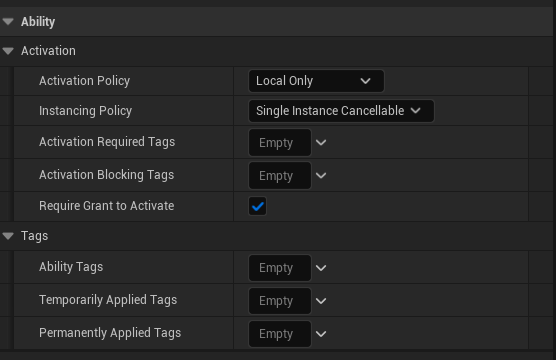 Ability
Activation
Activation Policy Local Only
Instancing Policy Single Instance Cancellable
Activation Required Tags Empty
Activation Blocking Tags Empty
Require Grant to Activate
Tags
Ability Tags Empty
Temporarily Applied Tags Empty
Permanently Applied Tags Empty